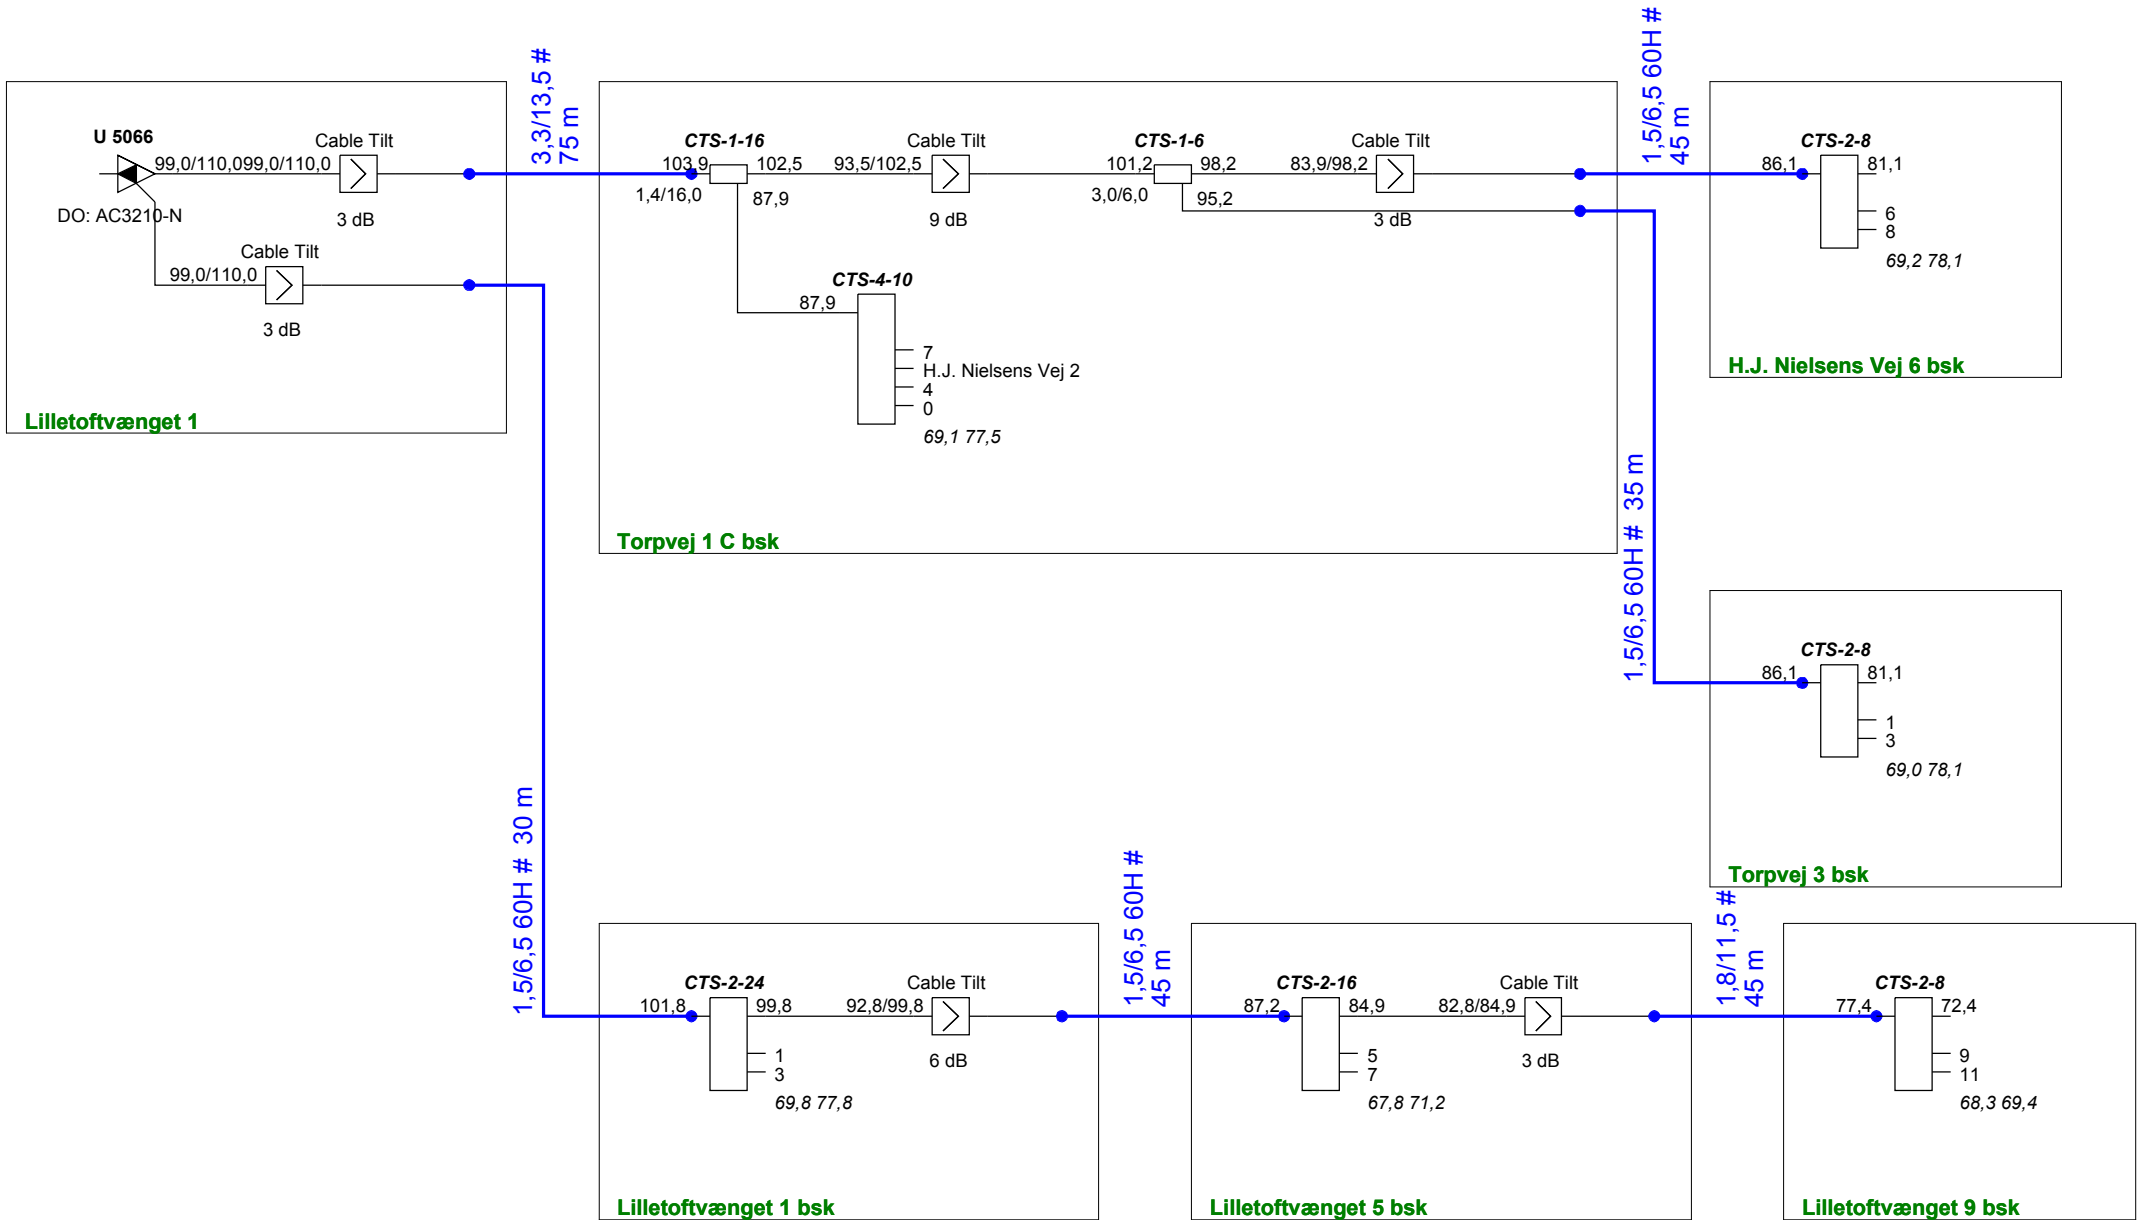 U 5066
99,0/110,099,0/110,0
Cable Tilt
3 dB
DO: AC3210-N
Cable Tilt
99,0/110,0
3 dB
Lilletoftvænget 1
3,3/13,5 #
75 m
CTS-1-16
103,9
102,5
1,4/16,0
87,9
93,5/102,5
Cable Tilt
9 dB
CTS-1-6
101,2
98,2
3,0/6,0
95,2
83,9/98,2
Cable Tilt
3 dB
CTS-4-10
87,9
7
H.J. Nielsens Vej 2
4
0
69,1 77,5
Torpvej 1 C bsk
1,5/6,5 60H #
45 m
CTS-2-8
86,1
81,1
6
8
69,2 78,1
H.J. Nielsens Vej 6 bsk
1,5/6,5 60H # 35 m
CTS-2-8
86,1
81,1
1
3
69,0 78,1
Torpvej 3 bsk
1,5/6,5 60H # 30 m
CTS-2-24
101,8
99,8
1
3
69,8 77,8
92,8/99,8
Cable Tilt
6 dB
Lilletoftvænget 1 bsk
1,5/6,5 60H #
45 m
CTS-2-16
87,2
84,9
5
7
67,8 71,2
82,8/84,9
Cable Tilt
3 dB
Lilletoftvænget 5 bsk
1,8/11,5 #
45 m
CTS-2-8
77,4
72,4
9
11
68,3 69,4
Lilletoftvænget 9 bsk